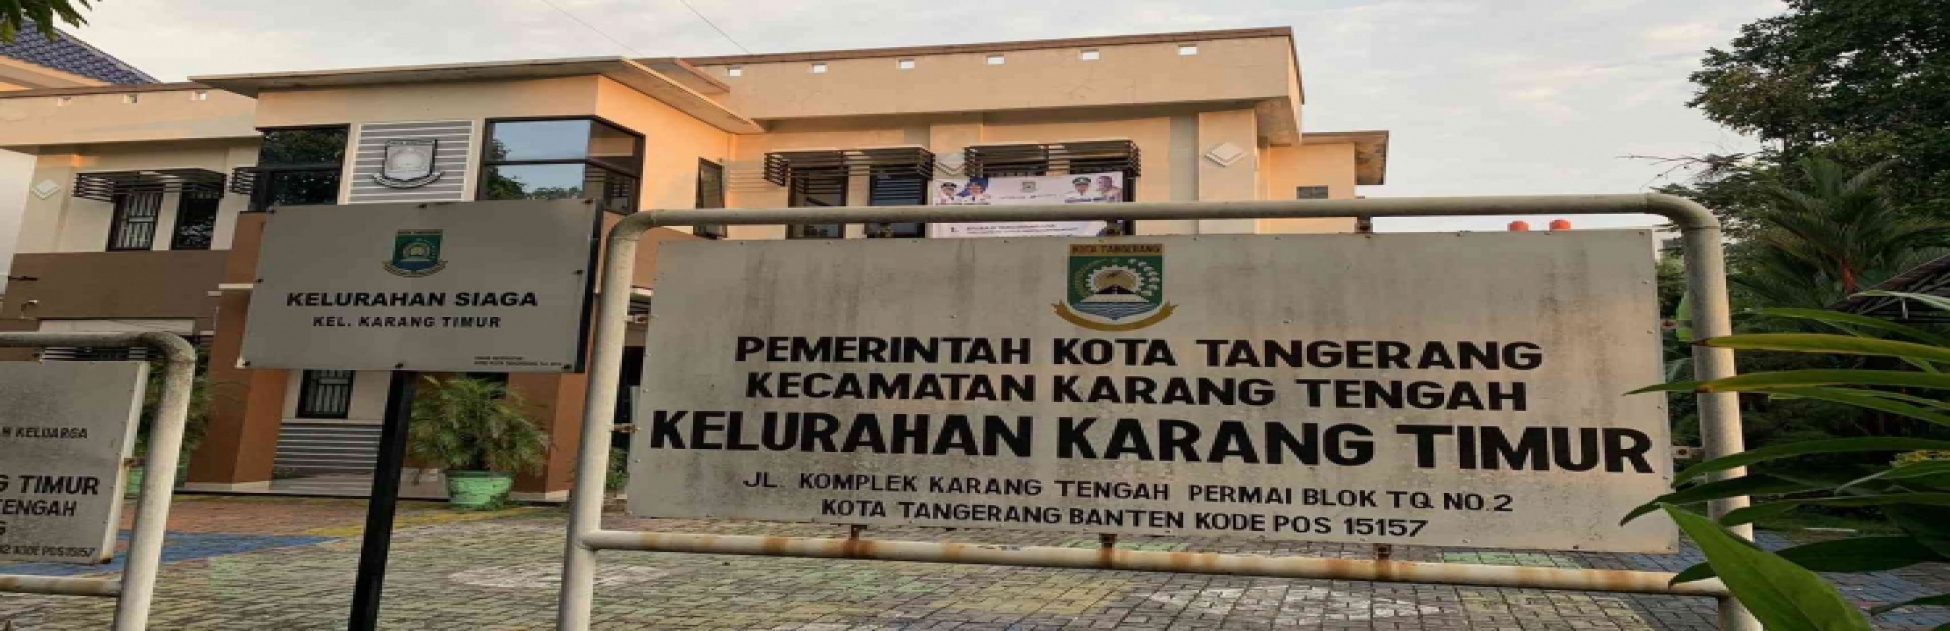 KELURAHAN SIAGA
KEL. KARANG TIMUR
KOTA TANGERANG
PEMERINTAH KOTA TANGERANG
KECAMATAN KARANG TENGAH
KELURAHAN KARANG TIMUR
JL. KOMPLEK KARANG TENGAH PERMAI BLOK TQ NO.2
KOTA TANGERANG BANTEN KODE POS 15157
KELUARGA
TIMUR
TENGAH
KODE POS 15157